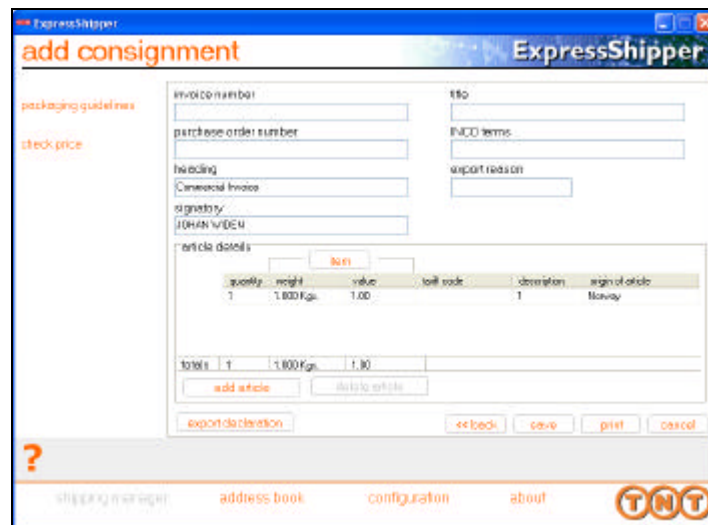 ExpressShipper
add consignment
ExpressShipper
packaging guidelines
check price
invoice number
title
purchase order number
INCO terms
heading
export reason
Commercial Invoice
signatory
JOHAN WIDEN
article details
item
quantity weight value tariff code description origin of article
1 1.000 Kgs. 1.00 1 Norway
totals 1 1.000 Kgs. 1.00
add article delete article
export declaration << back save print cancel
?
shipping manager address book configuration about TNT